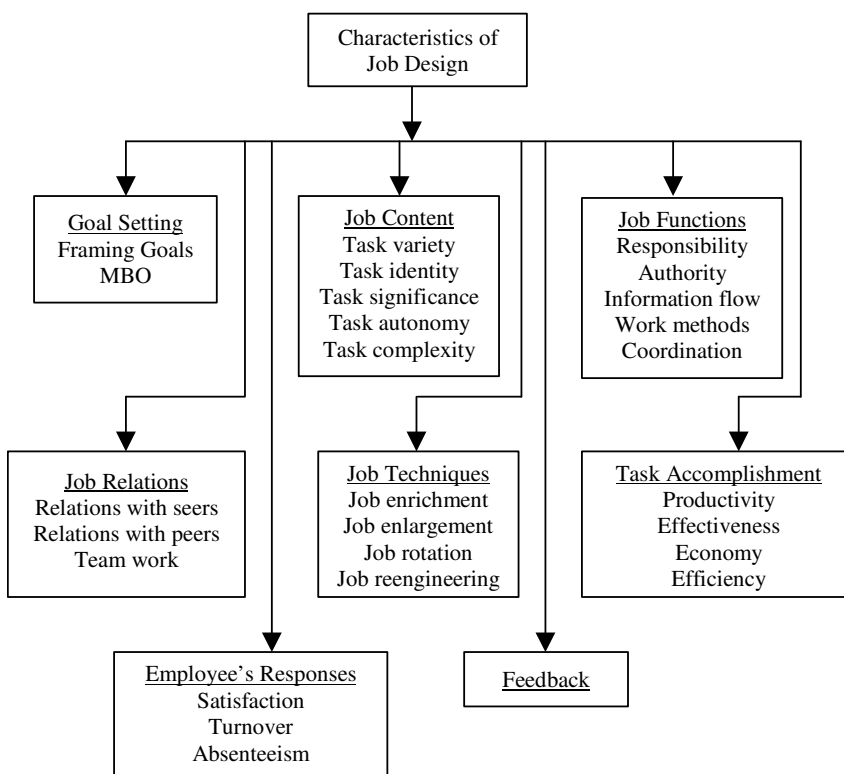 Characteristics of
Job Design
Goal Setting
Framing Goals
MBO
Job Content
Task variety
Task identity
Task significance
Task autonomy
Task complexity
Job Functions
Responsibility
Authority
Information flow
Work methods
Coordination
Job Relations
Relations with seers
Relations with peers
Team work
Job Techniques
Job enrichment
Job enlargement
Job rotation
Job reengineering
Task Accomplishment
Productivity
Effectiveness
Economy
Efficiency
Employee’s Responses
Satisfaction
Turnover
Absenteeism
Feedback